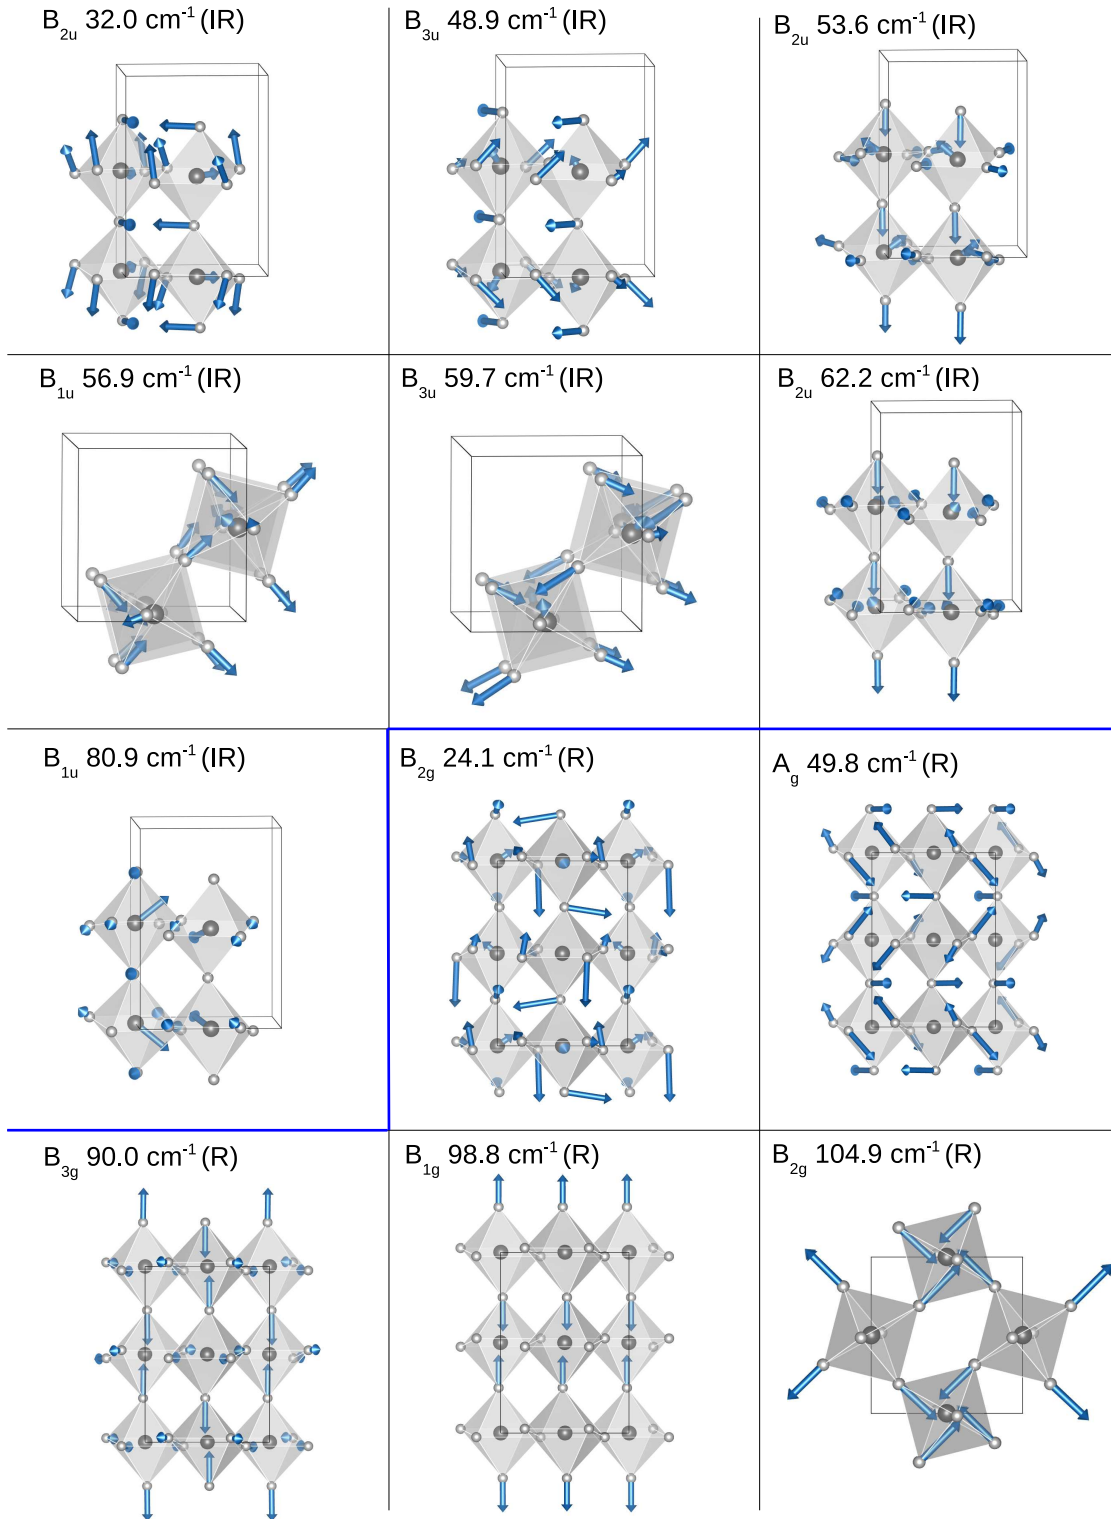 B2u 32.0 cm-1 (IR)
B3u 48.9 cm-1 (IR)
B2u 53.6 cm-1 (IR)
B1u 56.9 cm-1 (IR)
B3u 59.7 cm-1 (IR)
B2u 62.2 cm-1 (IR)
B1u 80.9 cm-1 (IR)
B2g 24.1 cm-1 (R)
Ag 49.8 cm-1 (R)
B3g 90.0 cm-1 (R)
B1g 98.8 cm-1 (R)
B2g 104.9 cm-1 (R)